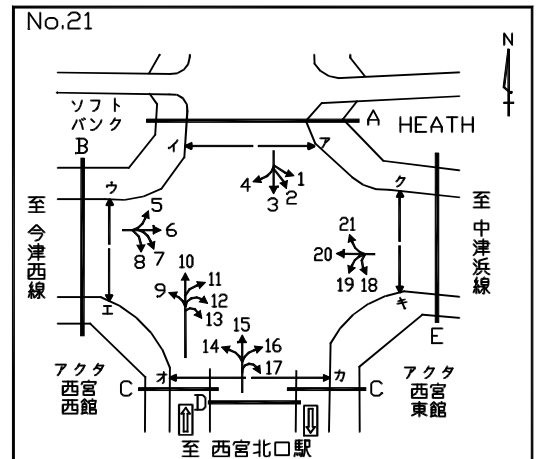 No.21
N
ソフト
バンク
B
A
HEATH
イ
ア
ウ
ク
1
2
3
4
5
6
7
8
至
今
津
西
線
至
中
津
浜
線
21
20
19
18
10
9
11
12
13
15
14
16
17
エ
キ
E
オ
カ
アクタ
西宮
西館
C
D
C
アクタ
西宮
東館
至 西宮北口駅